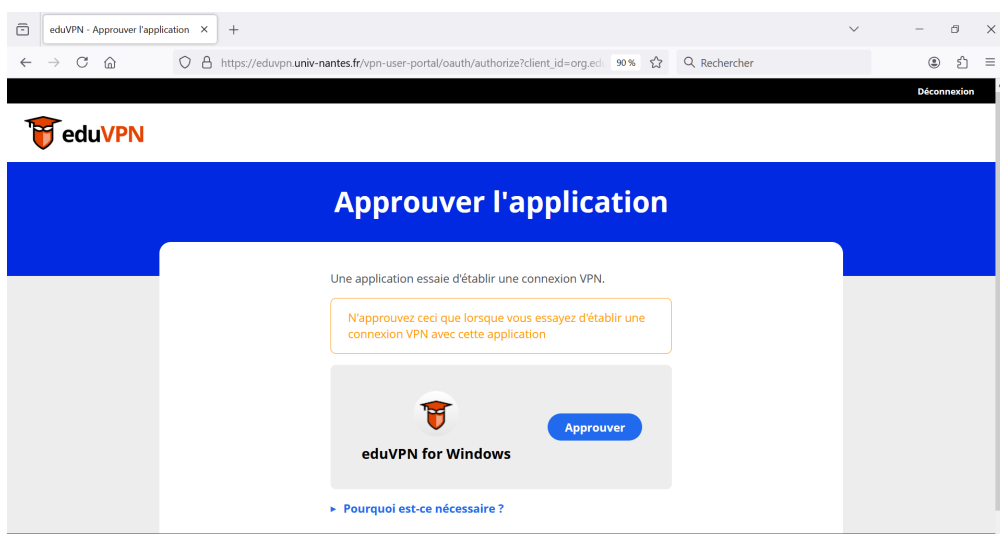 eduVPN - Approuver l'application
https://eduvpn.univ-nantes.fr/vpn-user-portal/oauth/authorize?client_id=org.edu
90 %
Rechercher
Déconnexion
eduVPN
Approuver l'application
Une application essaie d'établir une connexion VPN.
N'approuvez ceci que lorsque vous essayez d'établir une
connexion VPN avec cette application
Approuver
eduVPN for Windows
Pourquoi est-ce nécessaire ?